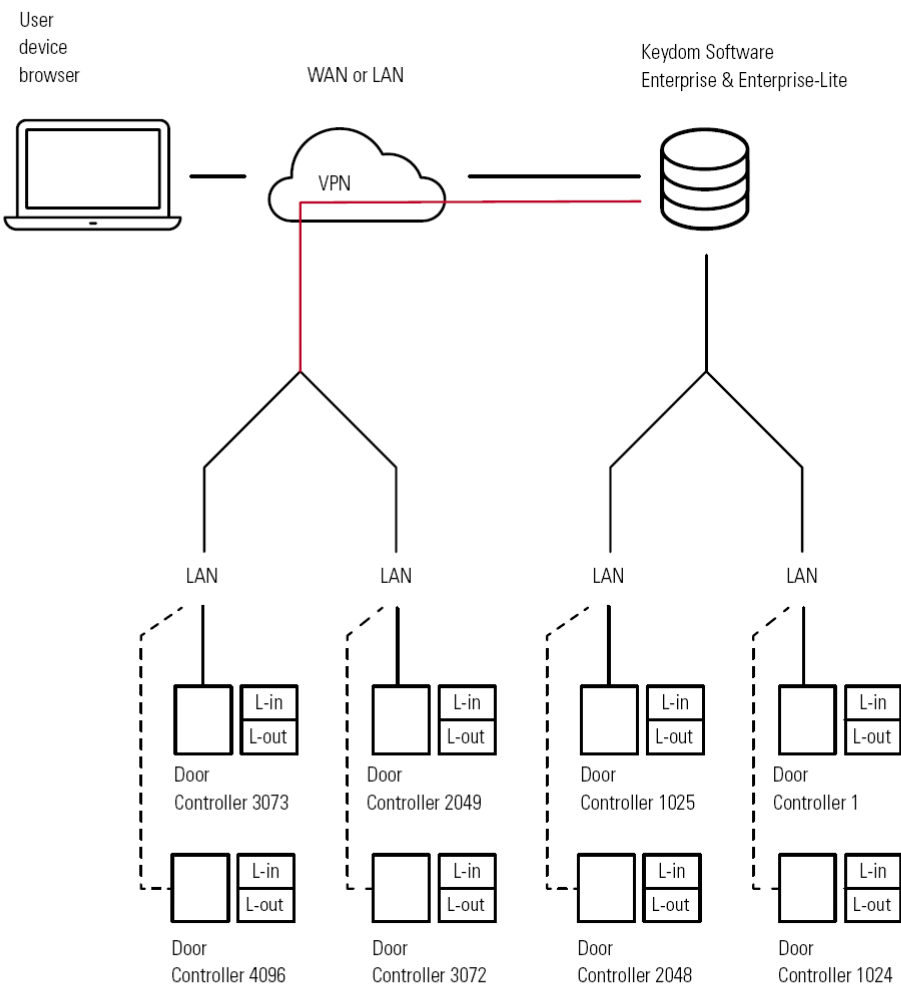 User
device
browser
WAN or LAN
Keydom Software
Enterprise & Enterprise-Lite
VPN
LAN
LAN
LAN
LAN
L-in
L-out
L-in
L-out
L-in
L-out
L-in
L-out
Door
Controller 3073
Door
Controller 2049
Door
Controller 1025
Door
Controller 1
L-in
L-out
L-in
L-out
L-in
L-out
L-in
L-out
Door
Controller 4096
Door
Controller 3072
Door
Controller 2048
Door
Controller 1024